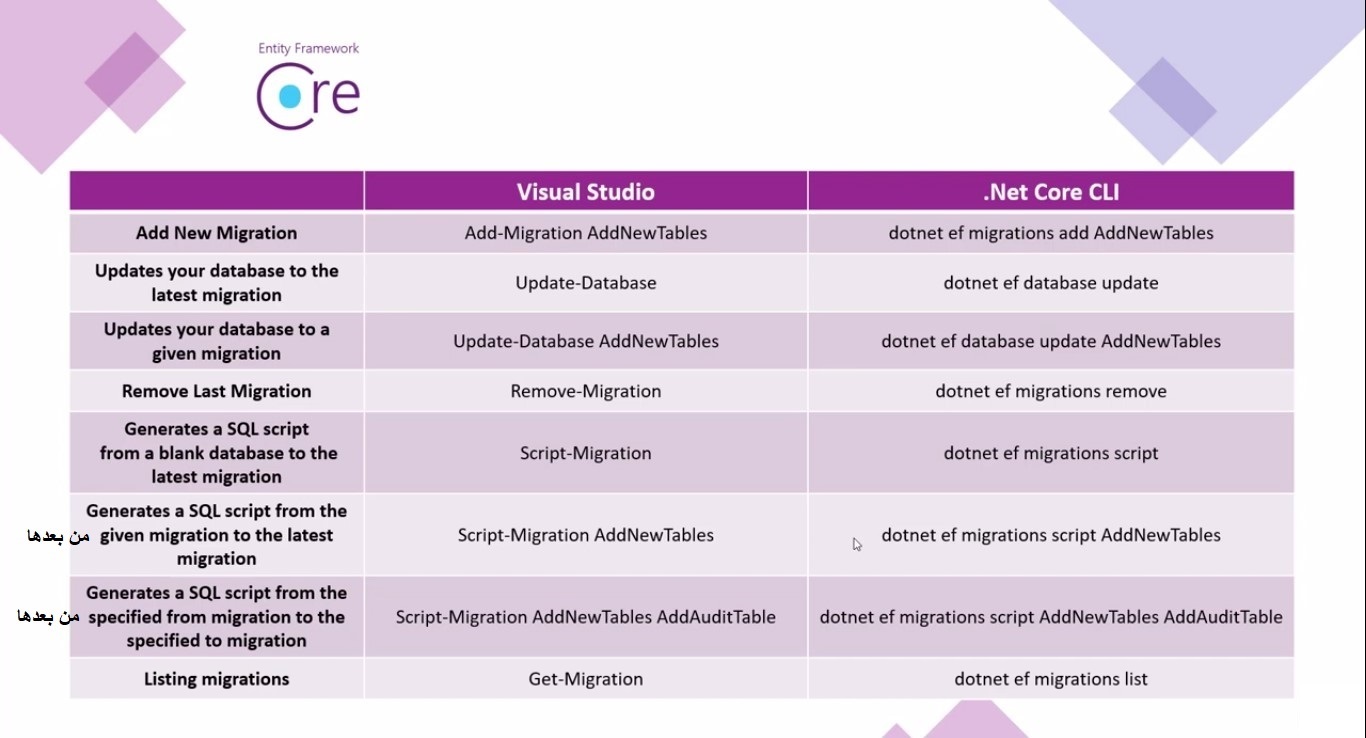 Entity Framework
Core
Visual Studio
.Net Core CLI
Add New Migration
Add-Migration AddNewTables
dotnet ef migrations add AddNewTables
Updates your database to the
latest migration
Update-Database
dotnet ef database update
Updates your database to a
given migration
Update-Database AddNewTables
dotnet ef database update AddNewTables
Remove Last Migration
Remove-Migration
dotnet ef migrations remove
Generates a SQL script
from a blank database to the
latest migration
Script-Migration
dotnet ef migrations script
Generates a SQL script from the
given migration to the latest
migration
من بعدها
Script-Migration AddNewTables
dotnet ef migrations script AddNewTables
Generates a SQL script from the
specified from migration to the
specified to migration
من بعدها
Script-Migration AddNewTables AddAuditTable
dotnet ef migrations script AddNewTables AddAuditTable
Listing migrations
Get-Migration
dotnet ef migrations list